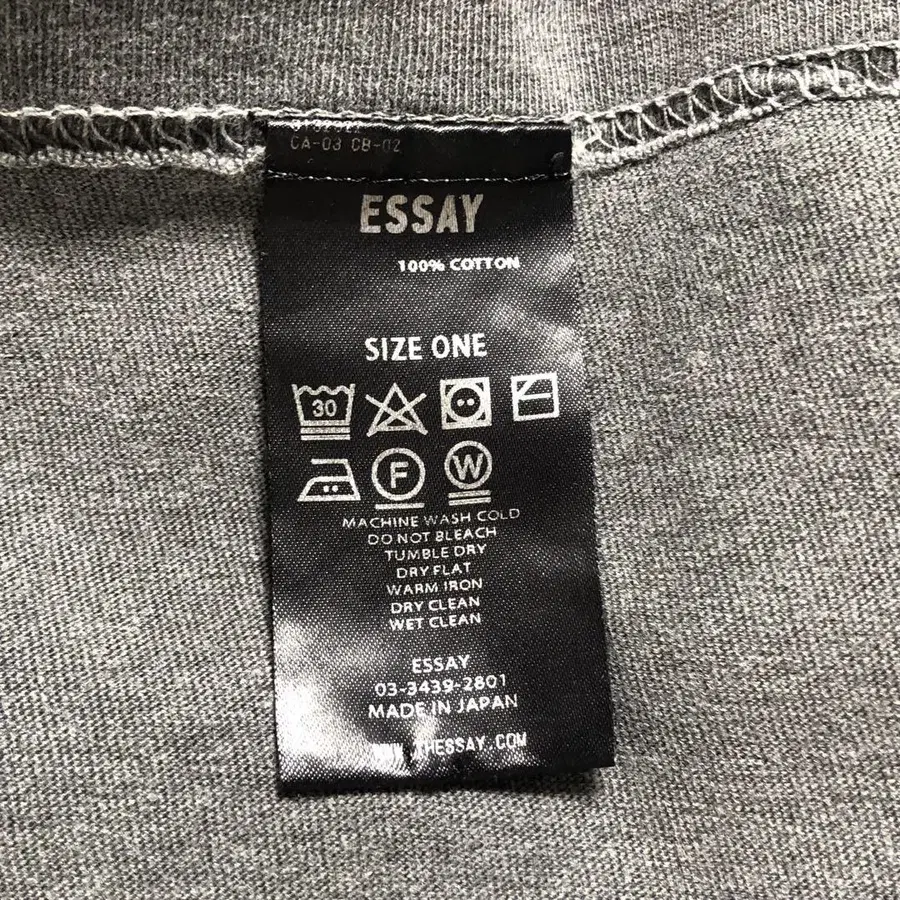 CA-03 CB-02
ESSAY
100% COTTON
SIZE ONE
30
F W
MACHINE WASH COLD
DO NOT BLEACH
TUMBLE DRY
DRY FLAT
WARM IRON
DRY CLEAN
WET CLEAN
ESSAY
03-3439-2801
MADE IN JAPAN
THESSAY.COM